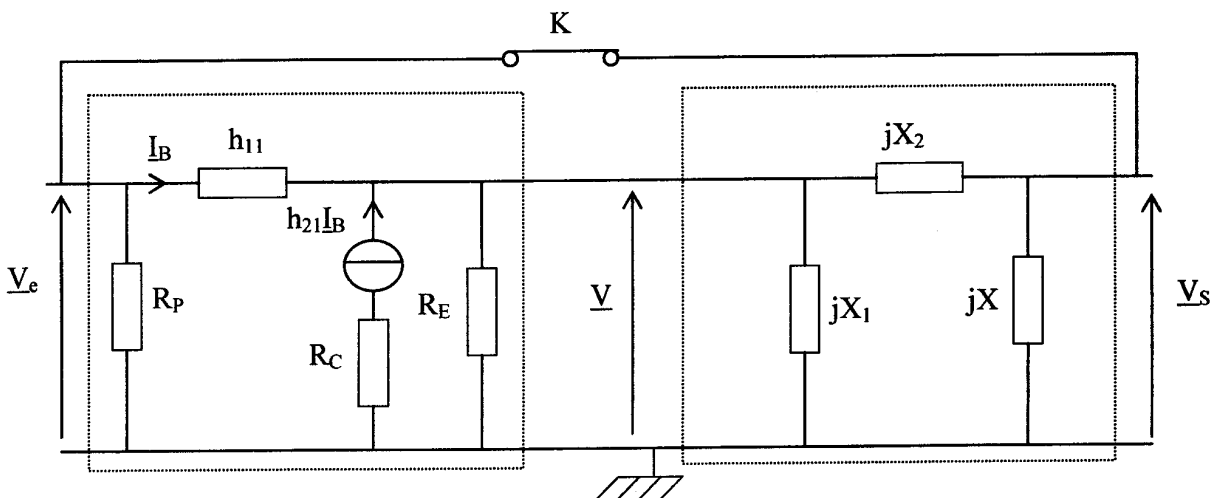 K
I_B
h₁₁
jX₂
h₂₁I_B
V_e
R_P
R_C
R_E
V
jX₁
jX
V_S